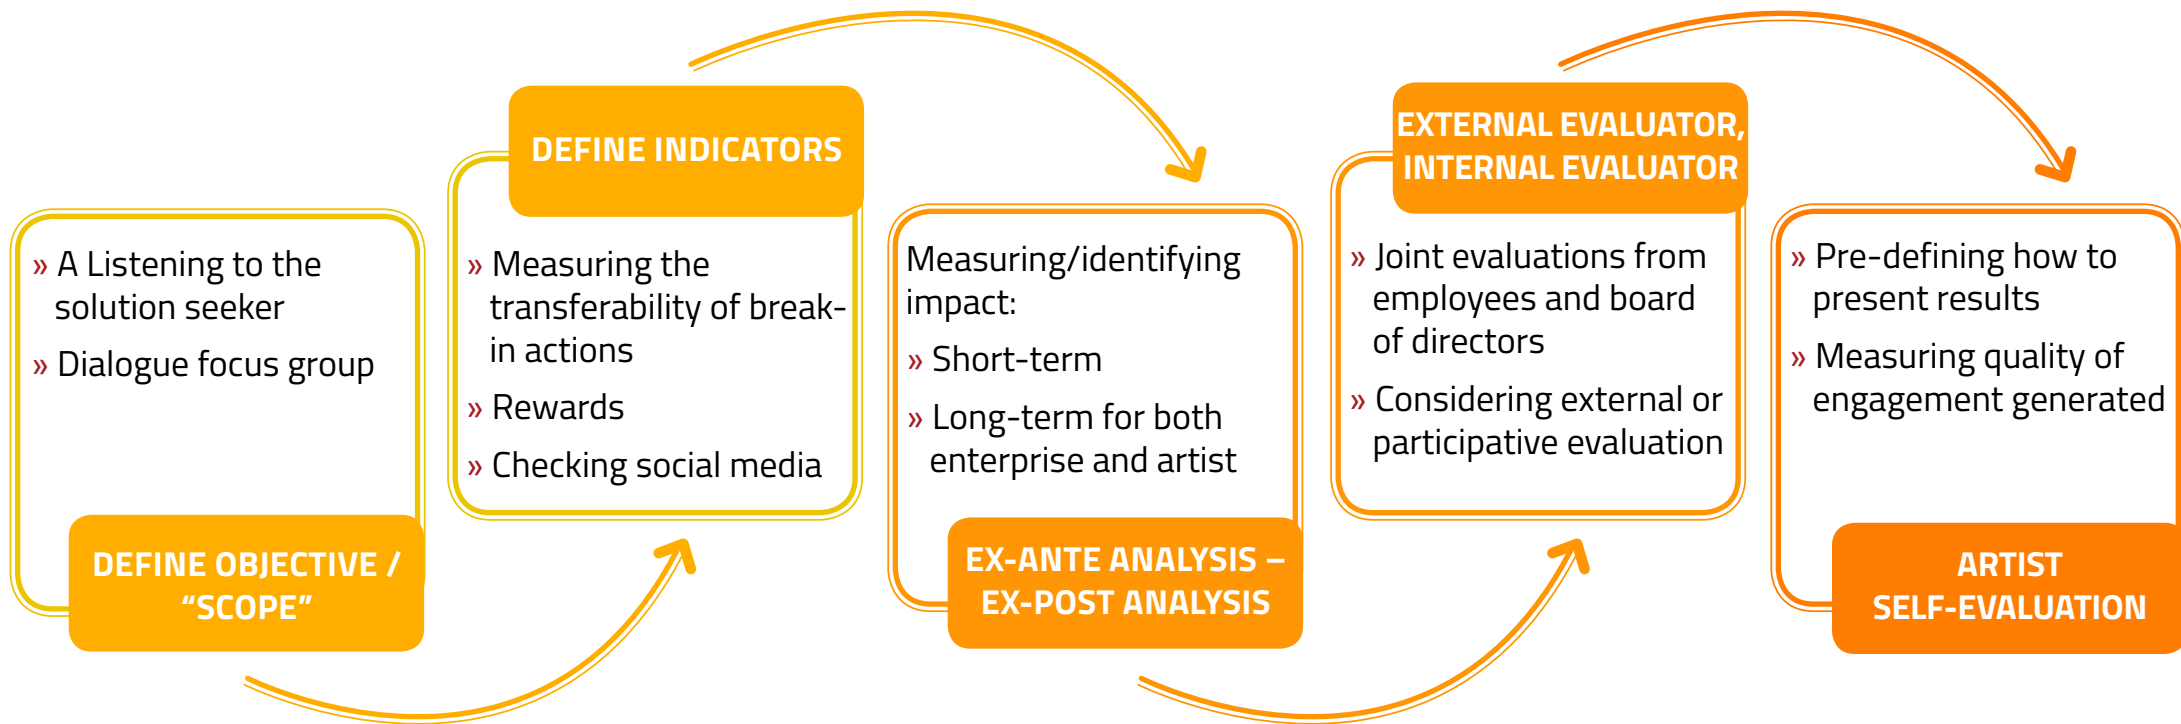 » A Listening to the
solution seeker
» Dialogue focus group
DEFINE OBJECTIVE /
“SCOPE”
DEFINE INDICATORS
» Measuring the
transferability of break-
in actions
» Rewards
» Checking social media
Measuring/identifying
impact:
» Short-term
» Long-term for both
enterprise and artist
EX-ANTE ANALYSIS –
EX-POST ANALYSIS
EXTERNAL EVALUATOR,
INTERNAL EVALUATOR
» Joint evaluations from
employees and board
of directors
» Considering external or
participative evaluation
» Pre-defining how to
present results
» Measuring quality of
engagement generated
ARTIST
SELF-EVALUATION